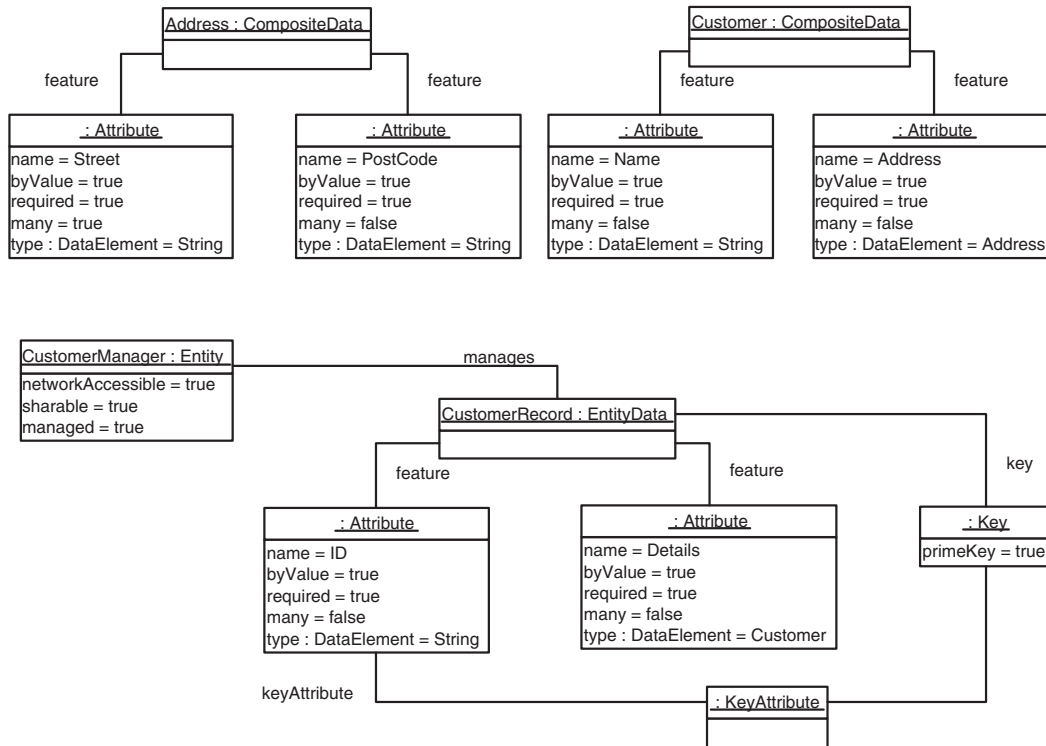 Address : CompositeData
Customer : CompositeData
feature
feature
feature
feature
: Attribute
name = Street
byValue = true
required = true
many = true
type : DataElement = String
: Attribute
name = PostCode
byValue = true
required = true
many = false
type : DataElement = String
: Attribute
name = Name
byValue = true
required = true
many = false
type : DataElement = String
: Attribute
name = Address
byValue = true
required = true
many = false
type : DataElement = Address
CustomerManager : Entity
networkAccessible = true
sharable = true
managed = true
manages
CustomerRecord : EntityData
feature
feature
key
: Attribute
name = ID
byValue = true
required = true
many = false
type : DataElement = String
: Attribute
name = Details
byValue = true
required = true
many = false
type : DataElement = Customer
: Key
primeKey = true
keyAttribute
: KeyAttribute